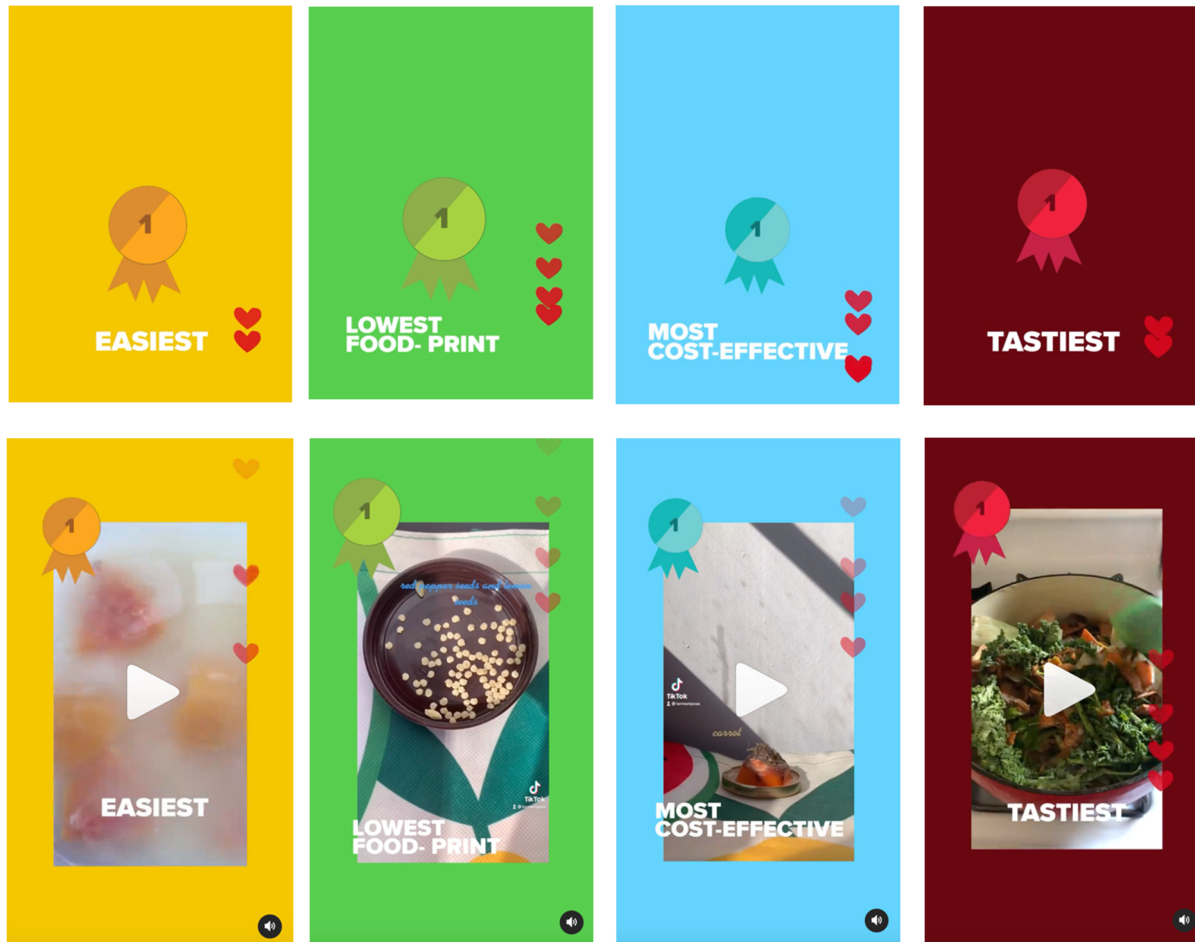 1
EASIEST
1
LOWEST
FOOD- PRINT
1
MOST
COST-EFFECTIVE
1
TASTIEST
1
EASIEST
1
red pepper seeds and lemon
seeds
TikTok
LOWEST
FOOD- PRINT
1
TikTok
carrot
MOST
COST-EFFECTIVE
1
TASTIEST